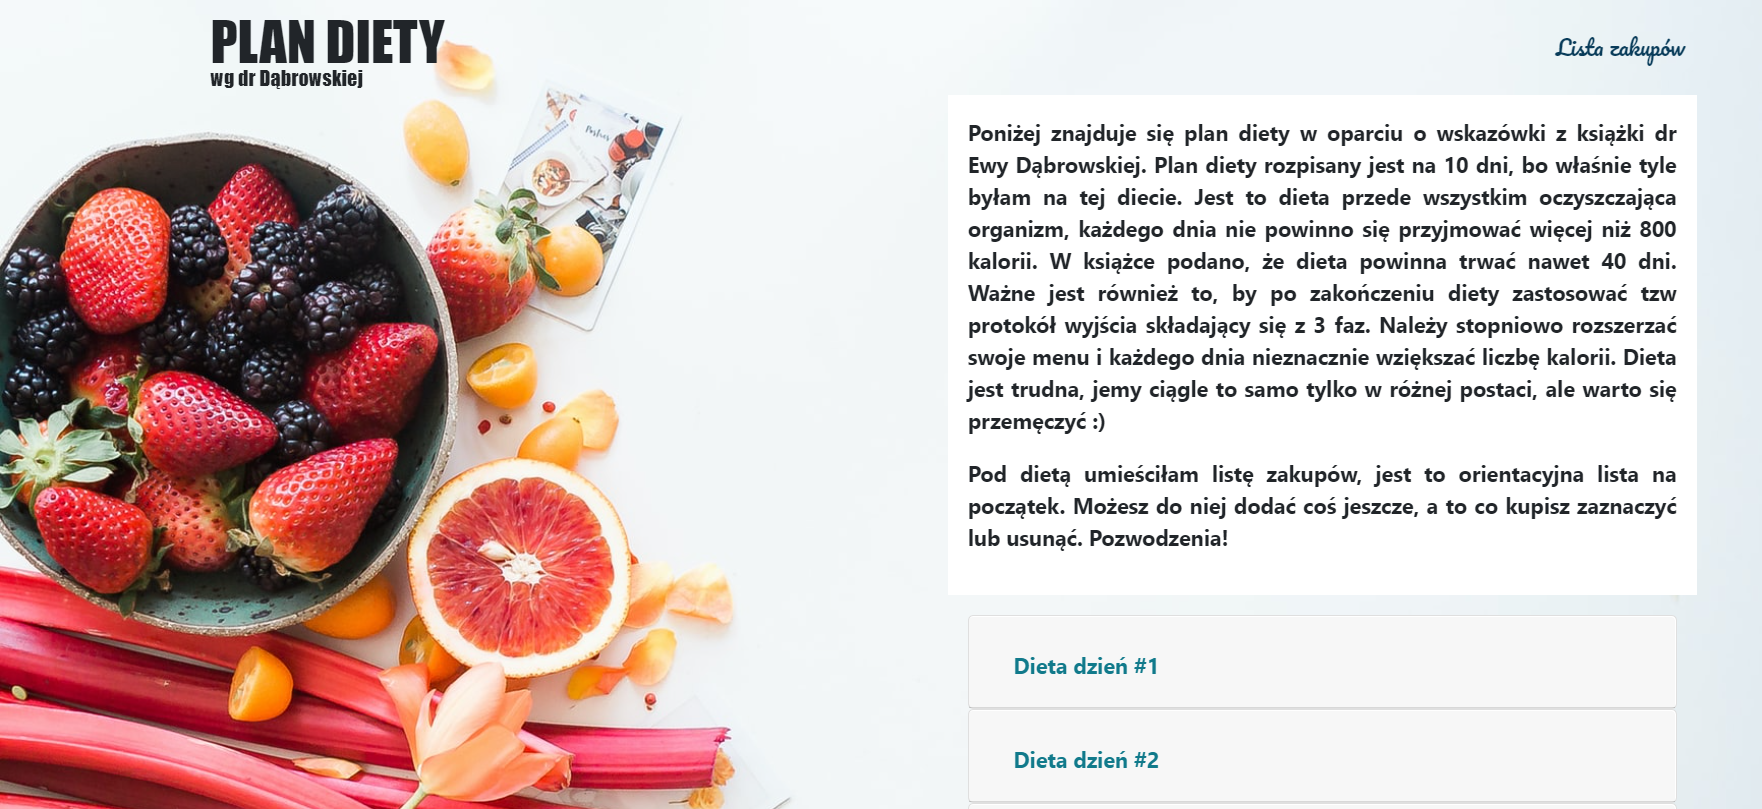 PLAN DIETY
wg dr Dąbrowskiej
Lista zakupów
Poniżej znajduje się plan diety w oparciu o wskazówki z książki dr
Ewy Dąbrowskiej. Plan diety rozpisany jest na 10 dni, bo właśnie tyle
byłam na tej diecie. Jest to dieta przede wszystkim oczyszczająca
organizm, każdego dnia nie powinno się przyjmować więcej niż 800
kalorii. W książce podano, że dieta powinna trwać nawet 40 dni.
Ważne jest również to, by po zakończeniu diety zastosować tzw
protokół wyjścia składający się z 3 faz. Należy stopniowo rozszerzać
swoje menu i każdego dnia nieznacznie wziększać liczbę kalorii. Dieta
jest trudna, jemy ciągle to samo tylko w różnej postaci, ale warto się
przemęczyć :)
Pod dietą umieściłam listę zakupów, jest to orientacyjna lista na
początek. Możesz do niej dodać coś jeszcze, a to co kupisz zaznaczyć
lub usunąć. Pozwodzenia!
Dieta dzień #1
Dieta dzień #2